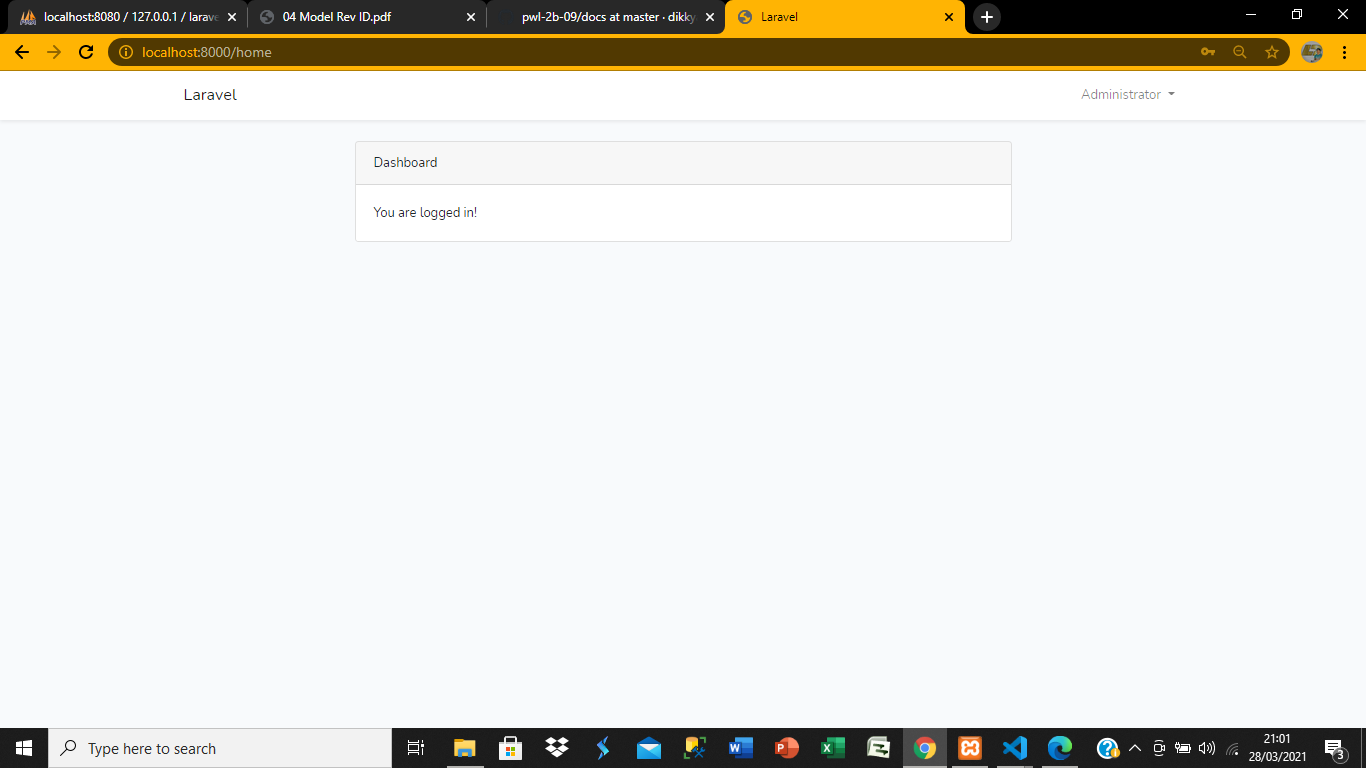 localhost:8080 / 127.0.0.1 / larave
04 Model Rev ID.pdf
pwl-2b-09/docs at master · dikky
Laravel
localhost:8000/home
Laravel
Administrator
Dashboard
You are logged in!
Type here to search
21:01
28/03/2021
3